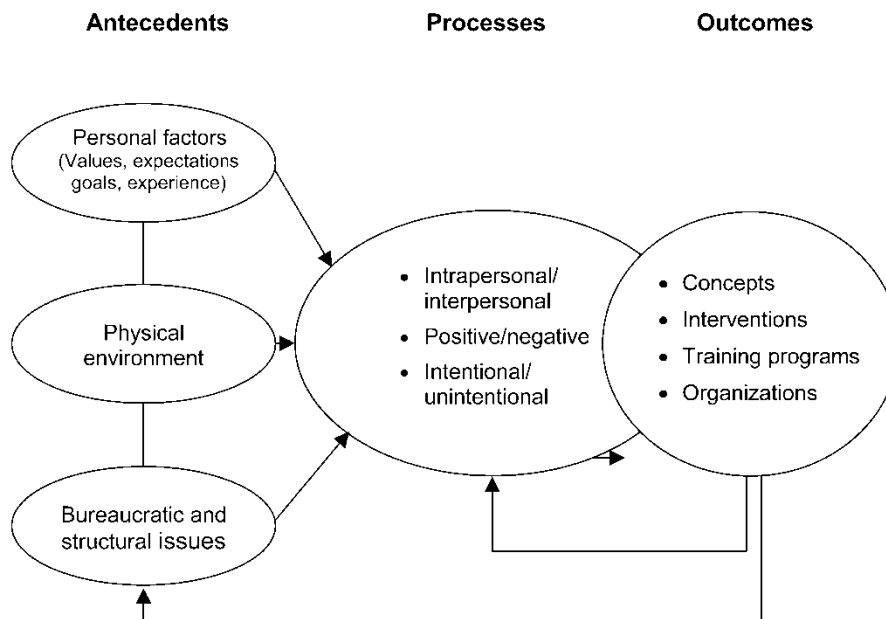 Antecedents Processes Outcomes
Personal factors
(Values, expectations
goals, experience)
Physical
environment
Bureaucratic and
structural issues
• Intrapersonal/
interpersonal
• Positive/negative
• Intentional/
unintentional
• Concepts
• Interventions
• Training programs
• Organizations